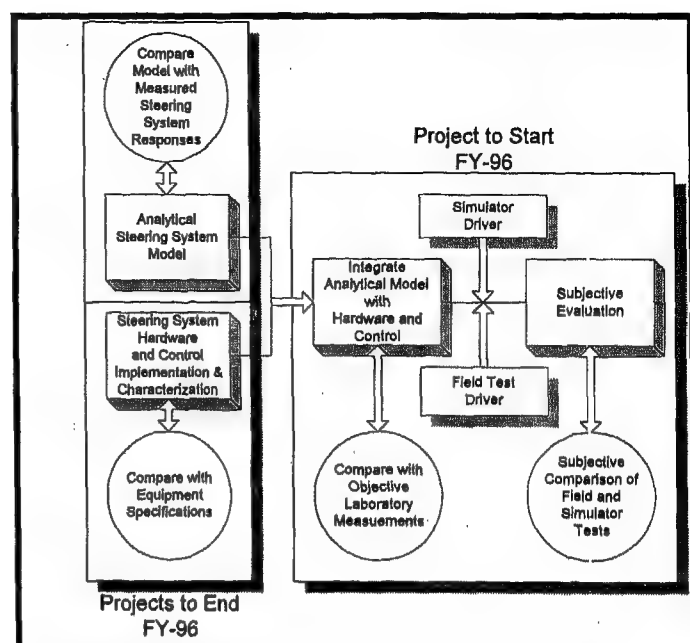 Compare
Model with
Measured
Steering
System
Responses
Analytical
Steering System
Model
Steering System
Hardware
and Control
Implementation &
Characterization
Compare with
Equipment
Specifications
Projects to End
FY-96
Project to Start
FY-96
Simulator
Driver
Integrate
Analytical Model
with
Hardware and
Control
Subjective
Evaluation
Field Test
Driver
Compare with
Objective
Laboratory
Measuements
Subjective
Comparison of
Field and
Simulator
Tests